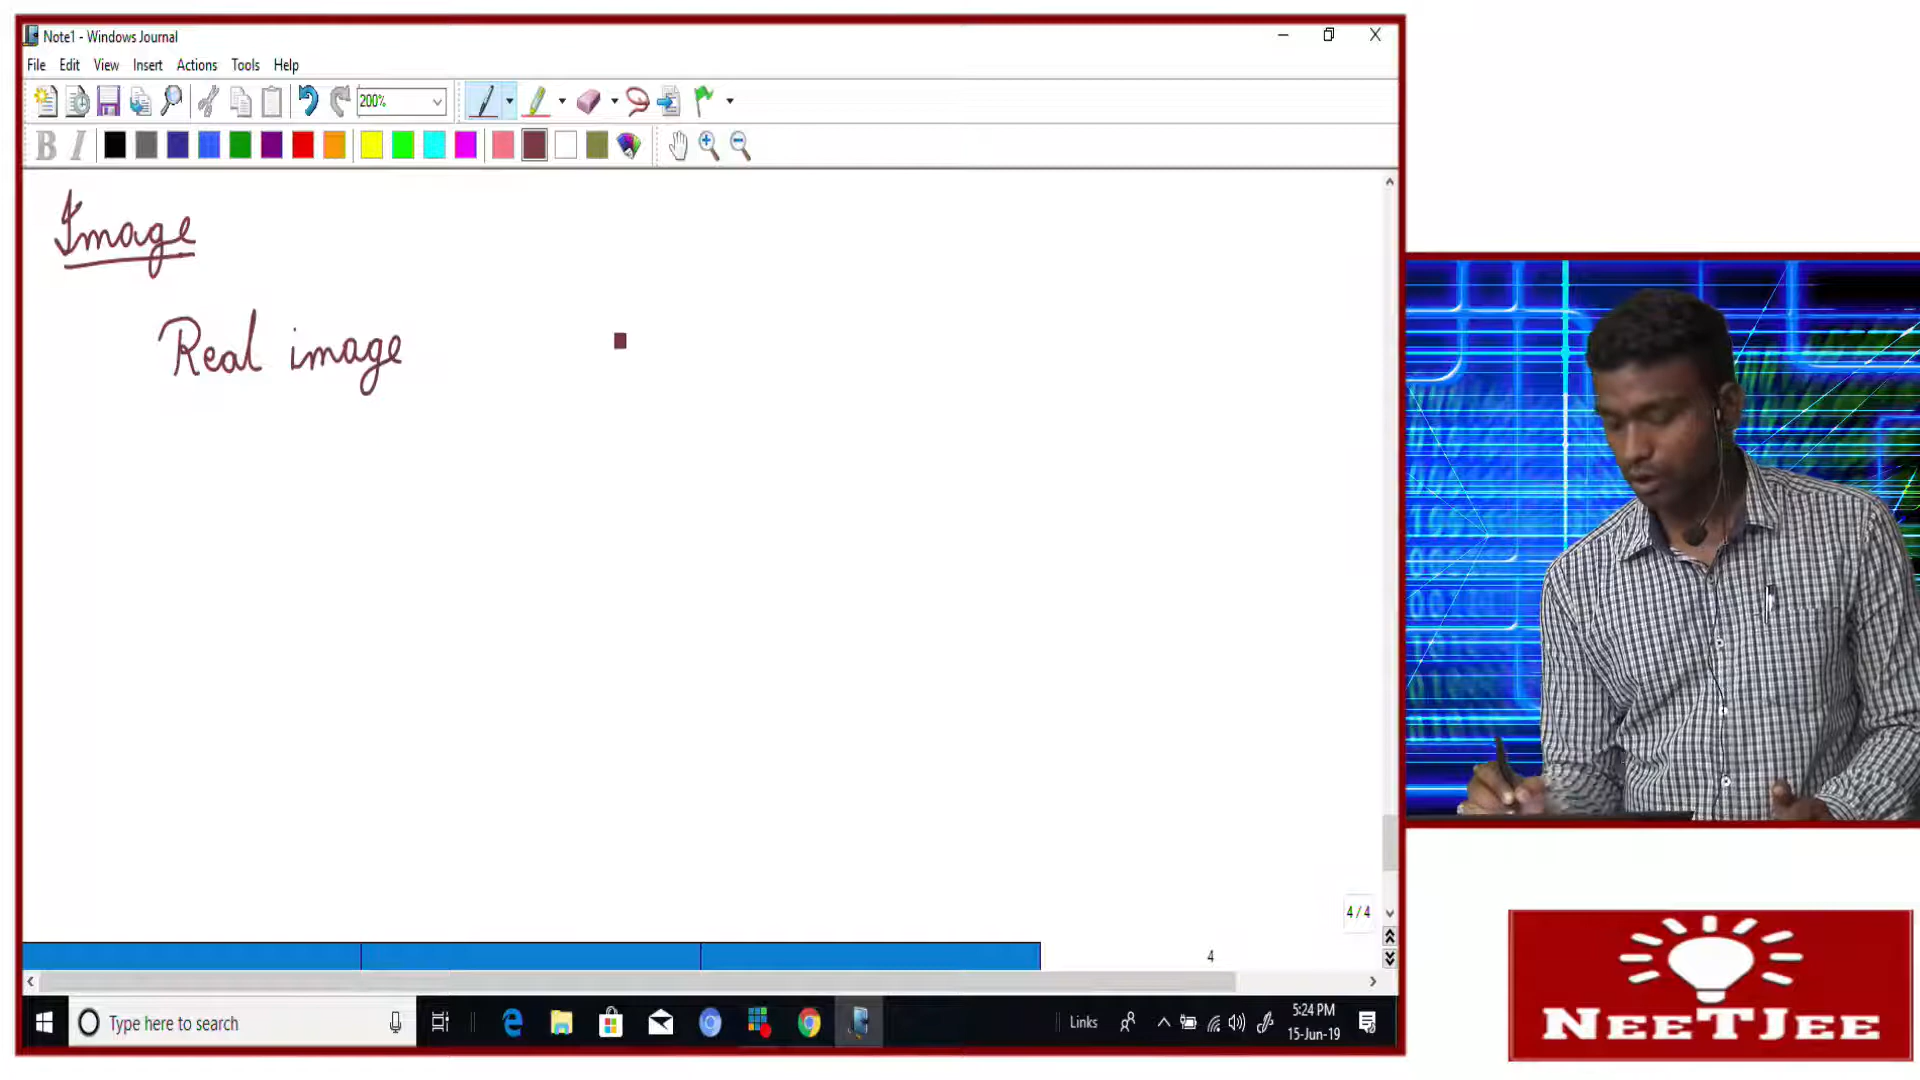 Note1 - Windows Journal
File Edit View Insert Actions Tools Help
200%
B I
Image
Real image
4 / 4
4
Type here to search
Links
5:24 PM
15-Jun-19
NEETJEE